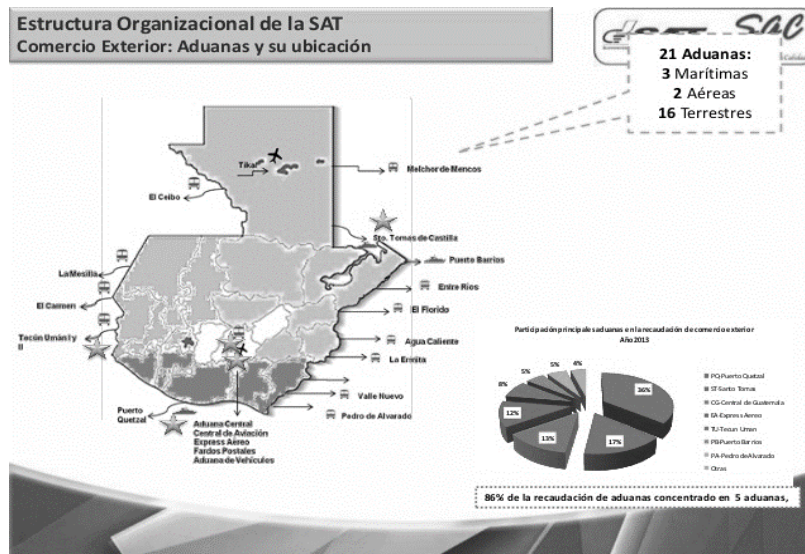 Estructura Organizacional de la SAT
Comercio Exterior: Aduanas y su ubicación
SAT
SGC
21 Aduanas:
3 Marítimas
2 Aéreas
16 Terrestres
Tikal
Melchor de Mencos
El Ceibo
Sto. Tomas de Castilla
Puerto Barrios
La Mesilla
Entre Ríos
El Carmen
El Florido
Tecún Umán I y
II
Agua Caliente
La Ermita
Valle Nuevo
Pedro de Alvarado
Puerto
Quetzal
Aduana Central
Central de Aviación
Express Aéreo
Fardos Postales
Aduana de Vehículos
Participación principales aduanas en la recaudación de comercio exterior
Año 2013
36%
17%
13%
12%
8%
5%
5%
4%
PQ-Puerto Quetzal
ST-Santo Tomas
CG-Central de Guatemala
EA-Express Aereo
TU-Tecun Uman
PB-Puerto Barrios
PA-Pedro de Alvarado
Otras
86% de la recaudación de aduanas concentrado en 5 aduanas,